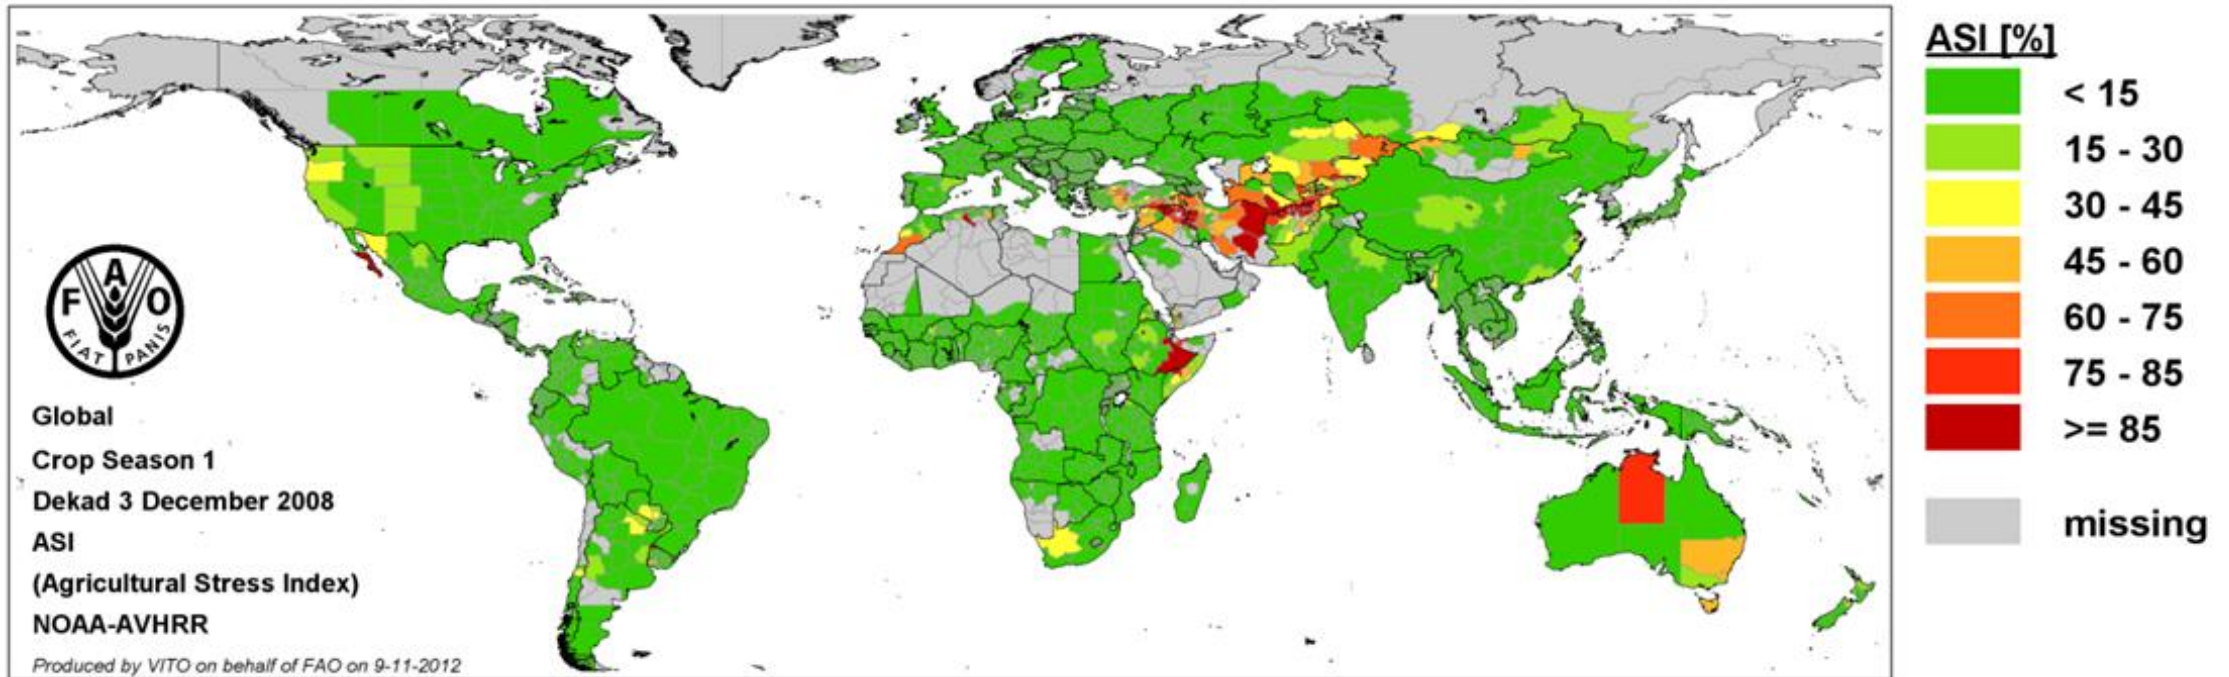 F A O
FIAT PANIS
Global
Crop Season 1
Dekad 3 December 2008
ASI
(Agricultural Stress Index)
NOAA-AVHRR
Produced by VITO on behalf of FAO on 9-11-2012
ASI [%]
< 15
15 - 30
30 - 45
45 - 60
60 - 75
75 - 85
>= 85
missing